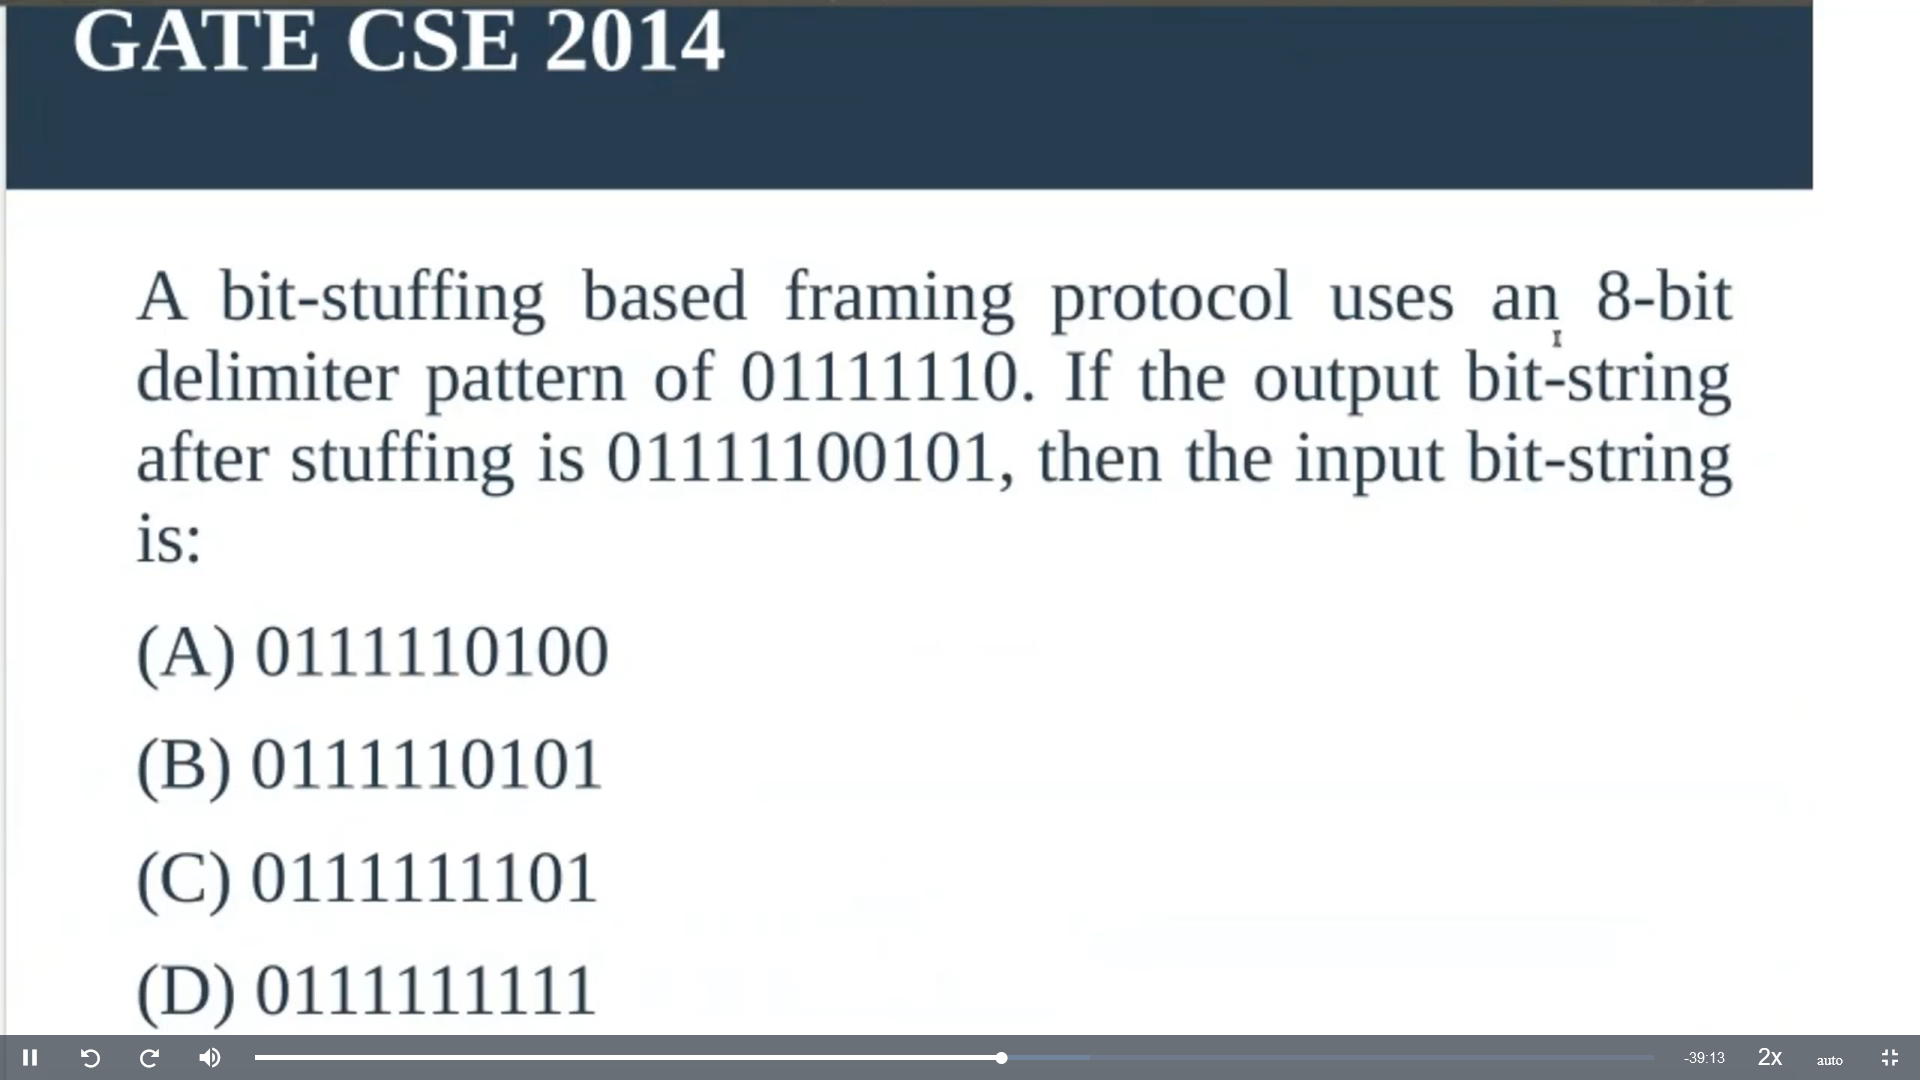 GATE CSE 2014
A bit-stuffing based framing protocol uses an 8-bit
delimiter pattern of 01111110. If the output bit-string
after stuffing is 01111100101, then the input bit-string
is:
(A) 0111110100
(B) 0111110101
(C) 0111111101
(D) 0111111111
-39:13 2x auto